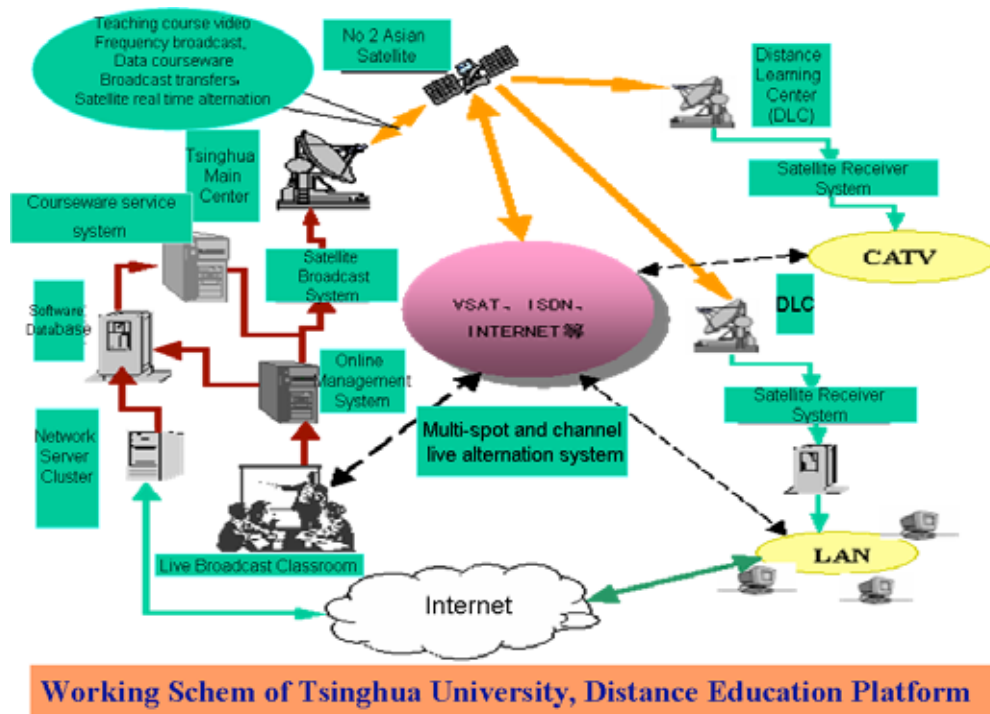 Teaching course video
Frequency broadcast,
Data courseware
Broadcast transfers,
Satellite real time alternation
No 2 Asian
Satellite
Distance
Learning
Center
(DLC)
Tsinghua
Main
Center
Satellite Receiver
System
Courseware service
system
Satellite
Broadcast
System
CATV
VSAT、ISDN、
INTERNET等
DLC
Software
Database
Online
Management
System
Satellite Receiver
System
Multi-spot and channel
live alternation system
Network
Server
Cluster
LAN
Live Broadcast Classroom
Internet
Working Schem of Tsinghua University, Distance Education Platform